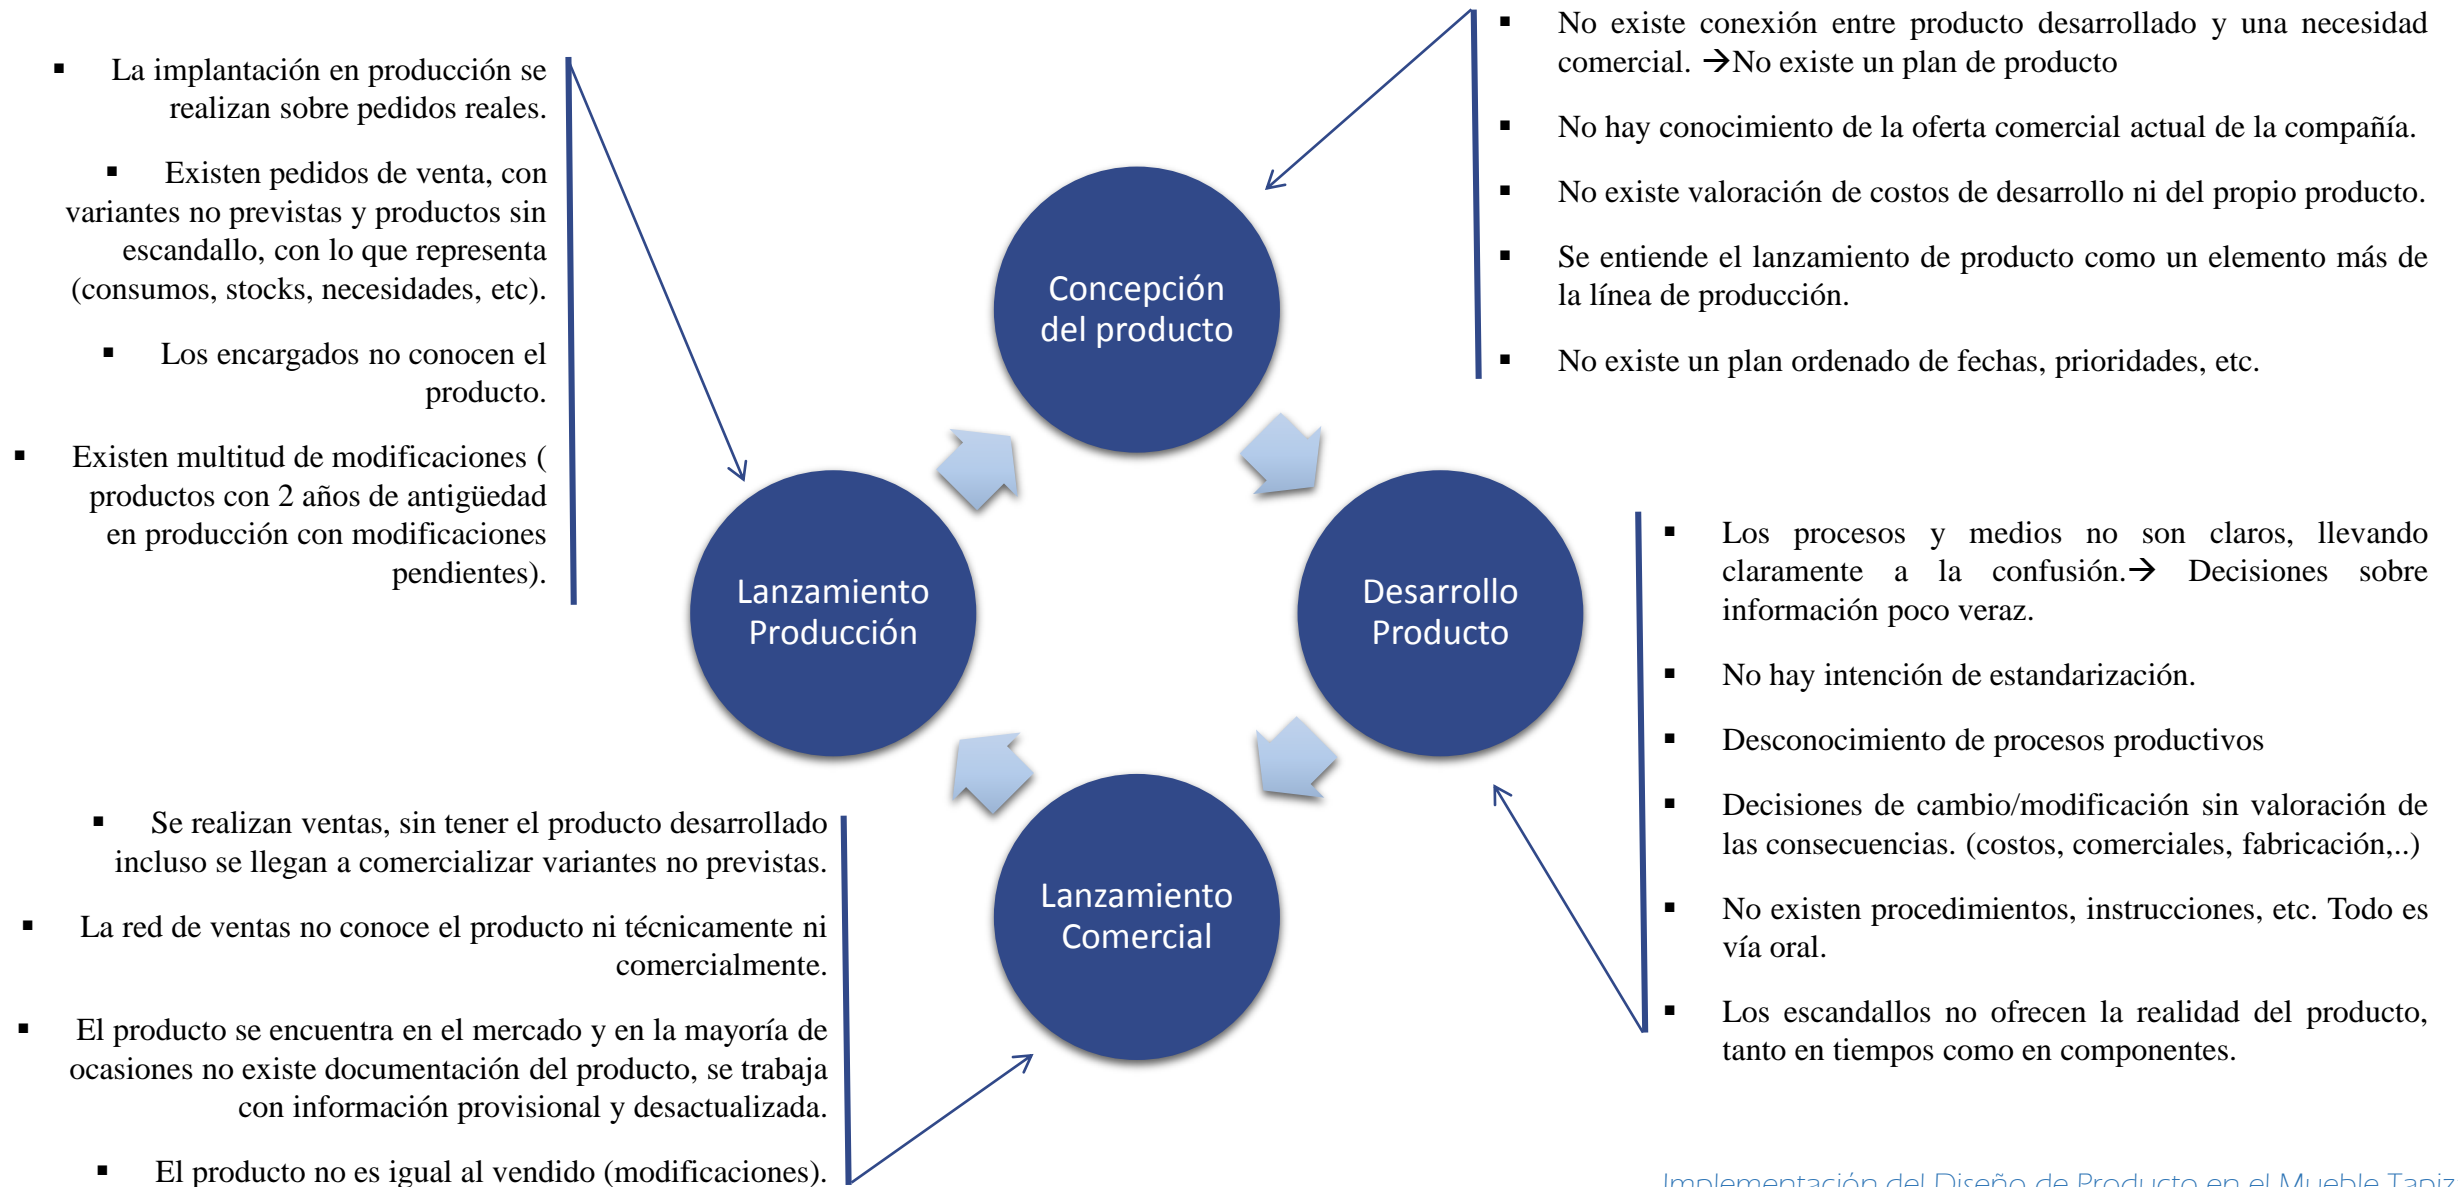 ▪ La implantación en producción se
realizan sobre pedidos reales.
▪ Existen pedidos de venta, con
variantes no previstas y productos sin
escandallo, con lo que representa
(consumos, stocks, necesidades, etc).
▪ Los encargados no conocen el
producto.
▪ Existen multitud de modificaciones (
productos con 2 años de antigüedad
en producción con modificaciones
pendientes).
▪ No existe conexión entre producto desarrollado y una necesidad
comercial. →No existe un plan de producto
▪ No hay conocimiento de la oferta comercial actual de la compañía.
▪ No existe valoración de costos de desarrollo ni del propio producto.
▪ Se entiende el lanzamiento de producto como un elemento más de
la línea de producción.
▪ No existe un plan ordenado de fechas, prioridades, etc.
Concepción
del producto
Lanzamiento
Producción
Desarrollo
Producto
Lanzamiento
Comercial
▪ Los procesos y medios no son claros, llevando
claramente a la confusión.→ Decisiones sobre
información poco veraz.
▪ No hay intención de estandarización.
▪ Desconocimiento de procesos productivos
▪ Decisiones de cambio/modificación sin valoración de
las consecuencias. (costos, comerciales, fabricación,..)
▪ No existen procedimientos, instrucciones, etc. Todo es
vía oral.
▪ Los escandallos no ofrecen la realidad del producto,
tanto en tiempos como en componentes.
▪ Se realizan ventas, sin tener el producto desarrollado
incluso se llegan a comercializar variantes no previstas.
▪ La red de ventas no conoce el producto ni técnicamente ni
comercialmente.
▪ El producto se encuentra en el mercado y en la mayoría de
ocasiones no existe documentación del producto, se trabaja
con información provisional y desactualizada.
▪ El producto no es igual al vendido (modificaciones).
Implementación del Diseño de Producto en el Mueble Tapiz